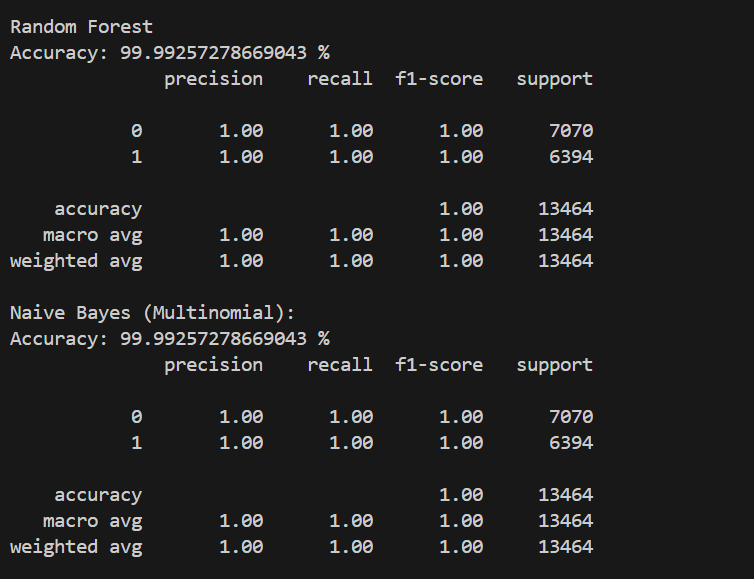 Random Forest
Accuracy: 99.99257278669043 %
precision recall f1-score support
0 1.00 1.00 1.00 7070
1 1.00 1.00 1.00 6394
accuracy 1.00 13464
macro avg 1.00 1.00 1.00 13464
weighted avg 1.00 1.00 1.00 13464
Naive Bayes (Multinomial):
Accuracy: 99.99257278669043 %
precision recall f1-score support
0 1.00 1.00 1.00 7070
1 1.00 1.00 1.00 6394
accuracy 1.00 13464
macro avg 1.00 1.00 1.00 13464
weighted avg 1.00 1.00 1.00 13464